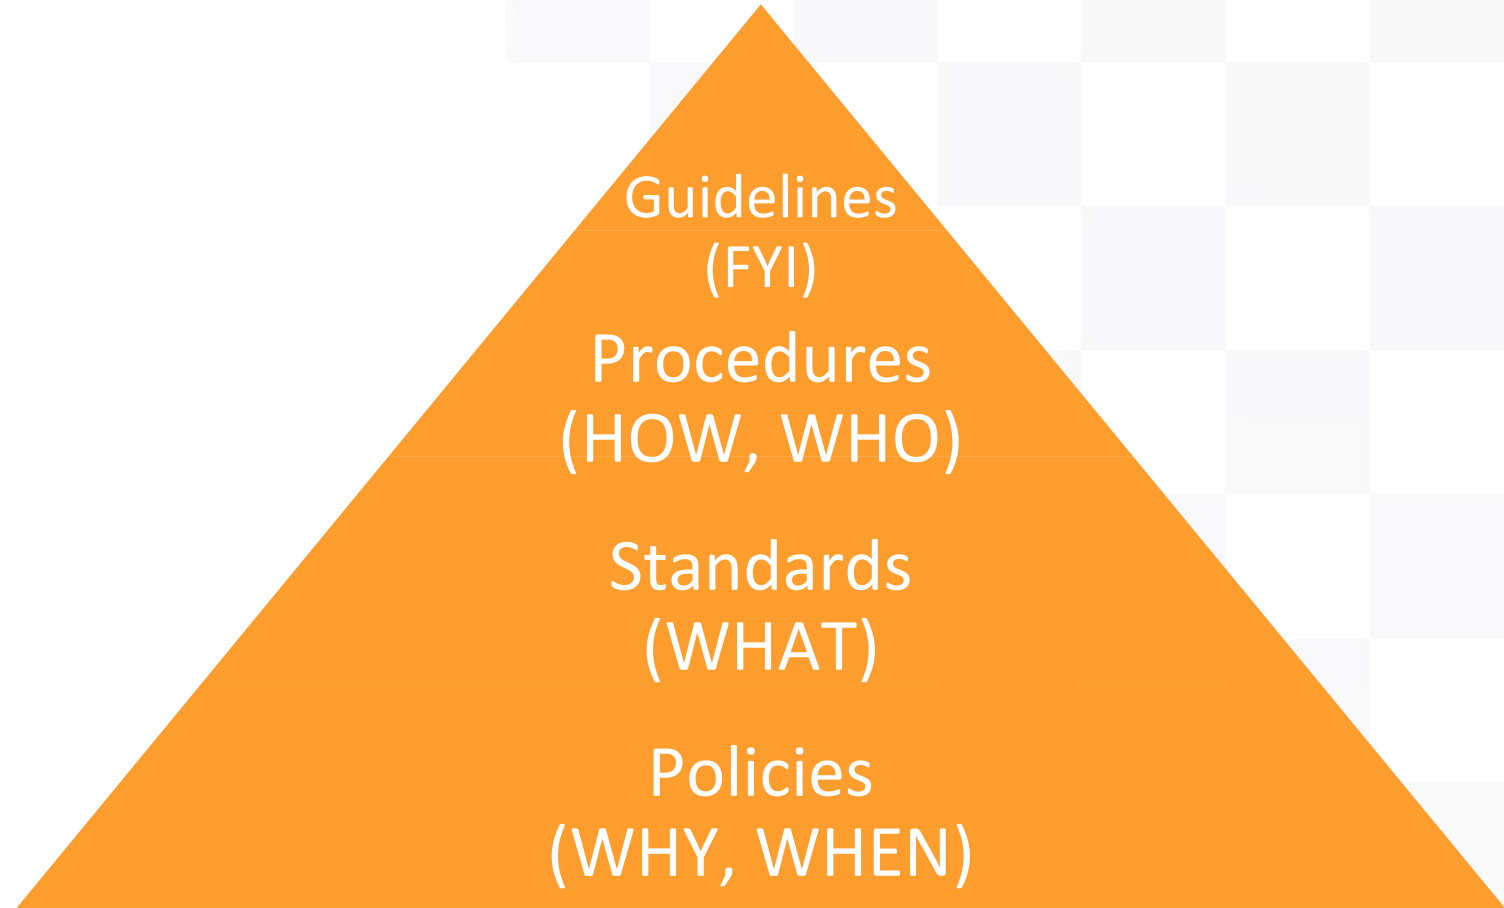 Guidelines
(FYI)
Procedures
(HOW, WHO)
Standards
(WHAT)
Policies
(WHY, WHEN)